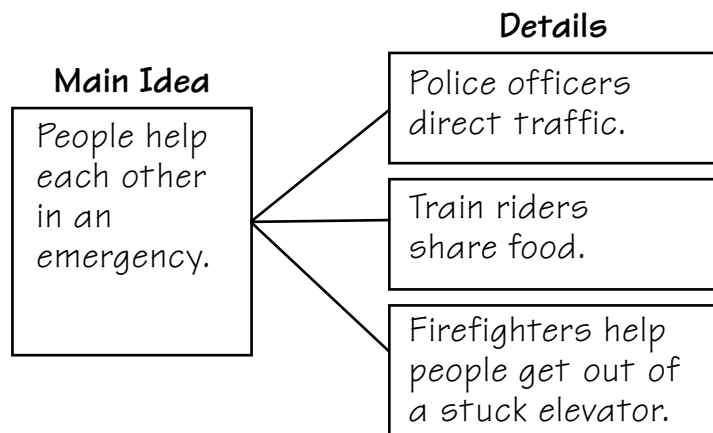 Main Idea
People help
each other
in an
emergency.
Details
Police officers
direct traffic.
Train riders
share food.
Firefighters help
people get out of
a stuck elevator.